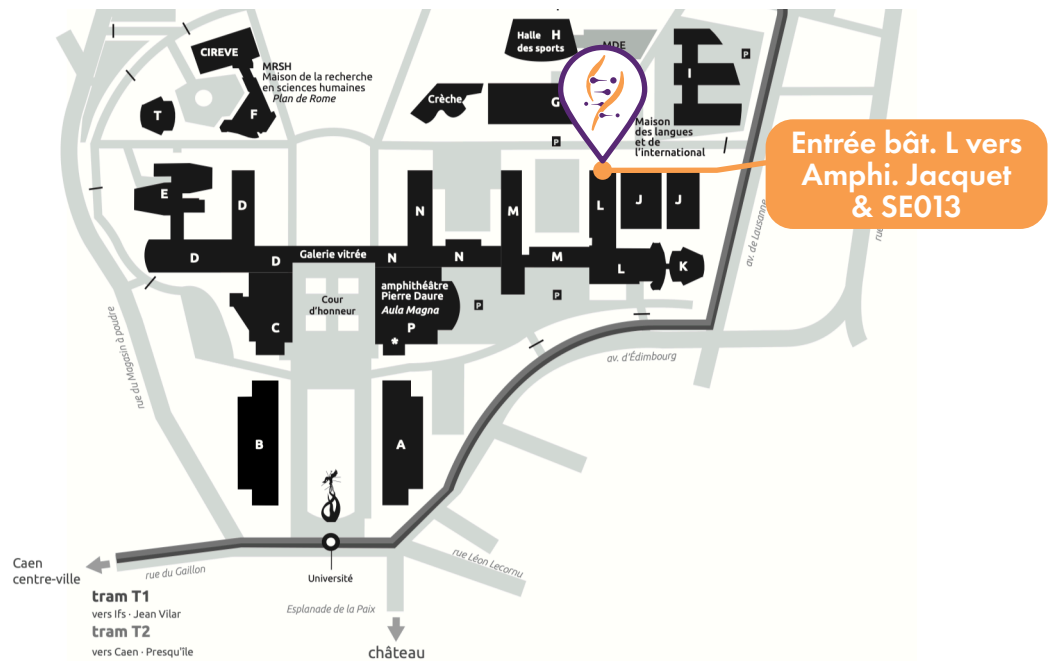 Halle H
des sports
MDE
CIREVE
MRSH
Maison de la recherche
en sciences humaines
Plan de Rome
P
I
Crèche
G
T
F
Maison
des langues
et de
l'international
P
Entrée bât. L vers
Amphi. Jacquet
& SE013
E
D
N
M
L
J
J
av. de Lausanne
rue
D
D
Galerie vitrée
N
N
M
L
K
amphithéâtre
Pierre Daure
Aula Magna
P
*
Cour
d'honneur
C
P
P
rue du Magasin à poudre
av. d'Édimbourg
B
A
Caen
centre-ville
rue du Gaillon
Université
rue Léon Lecornu
tram T1
vers Ifs · Jean Vilar
tram T2
vers Caen · Presqu'île
Esplanade de la Paix
château